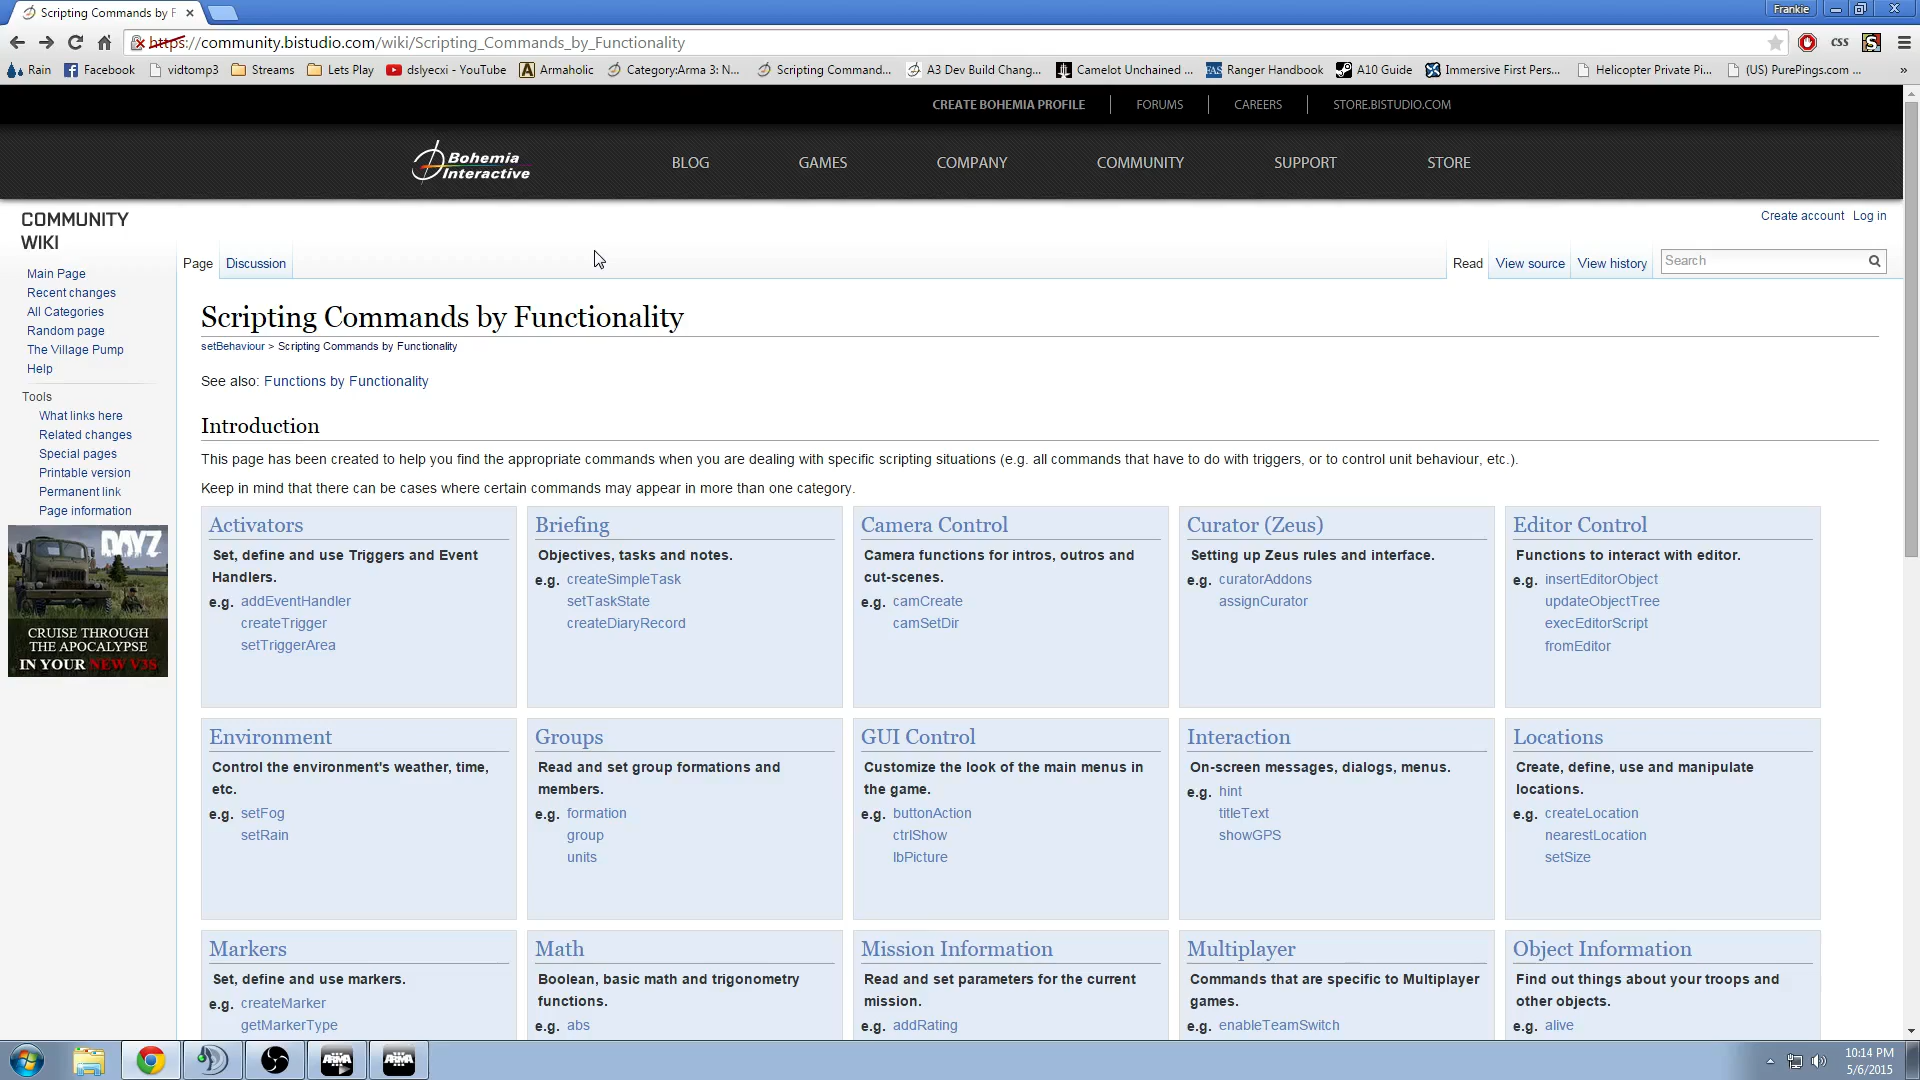 Scripting Commands by F
Frankie
https://community.bistudio.com/wiki/Scripting_Commands_by_Functionality
CSS
Rain
Facebook
vidtomp3
Streams
Lets Play
dslyecxi - YouTube
Armaholic
Category:Arma 3: N...
Scripting Command...
A3 Dev Build Chang...
Camelot Unchained ...
Ranger Handbook
A10 Guide
Immersive First Pers...
Helicopter Private Pi...
(US) PurePings.com ...
»
CREATE BOHEMIA PROFILE
FORUMS
CAREERS
STORE.BISTUDIO.COM
Bohemia
Interactive
BLOG
GAMES
COMPANY
COMMUNITY
SUPPORT
STORE
COMMUNITY
WIKI
Create account
Log in
Main Page
Recent changes
All Categories
Random page
The Village Pump
Help
Tools
What links here
Related changes
Special pages
Printable version
Permanent link
Page information
DAYZ
CRUISE THROUGH
THE APOCALYPSE
IN YOUR NEW V3S
Page
Discussion
Read
View source
View history
Search
Scripting Commands by Functionality
setBehaviour > Scripting Commands by Functionality
See also: Functions by Functionality
Introduction
This page has been created to help you find the appropriate commands when you are dealing with specific scripting situations (e.g. all commands that have to do with triggers, or to control unit behaviour, etc.).
Keep in mind that there can be cases where certain commands may appear in more than one category.
Activators
Set, define and use Triggers and Event
Handlers.
e.g. addEventHandler
createTrigger
setTriggerArea
Briefing
Objectives, tasks and notes.
e.g. createSimpleTask
setTaskState
createDiaryRecord
Camera Control
Camera functions for intros, outros and
cut-scenes.
e.g. camCreate
camSetDir
Curator (Zeus)
Setting up Zeus rules and interface.
e.g. curatorAddons
assignCurator
Editor Control
Functions to interact with editor.
e.g. insertEditorObject
updateObjectTree
execEditorScript
fromEditor
Environment
Control the environment's weather, time,
etc.
e.g. setFog
setRain
Groups
Read and set group formations and
members.
e.g. formation
group
units
GUI Control
Customize the look of the main menus in
the game.
e.g. buttonAction
ctrlShow
lbPicture
Interaction
On-screen messages, dialogs, menus.
e.g. hint
titleText
showGPS
Locations
Create, define, use and manipulate
locations.
e.g. createLocation
nearestLocation
setSize
Markers
Set, define and use markers.
e.g. createMarker
getMarkerType
Math
Boolean, basic math and trigonometry
functions.
e.g. abs
Mission Information
Read and set parameters for the current
mission.
e.g. addRating
Multiplayer
Commands that are specific to Multiplayer
games.
e.g. enableTeamSwitch
Object Information
Find out things about your troops and
other objects.
e.g. alive
ARMA
ARMA
10:14 PM
5/6/2015